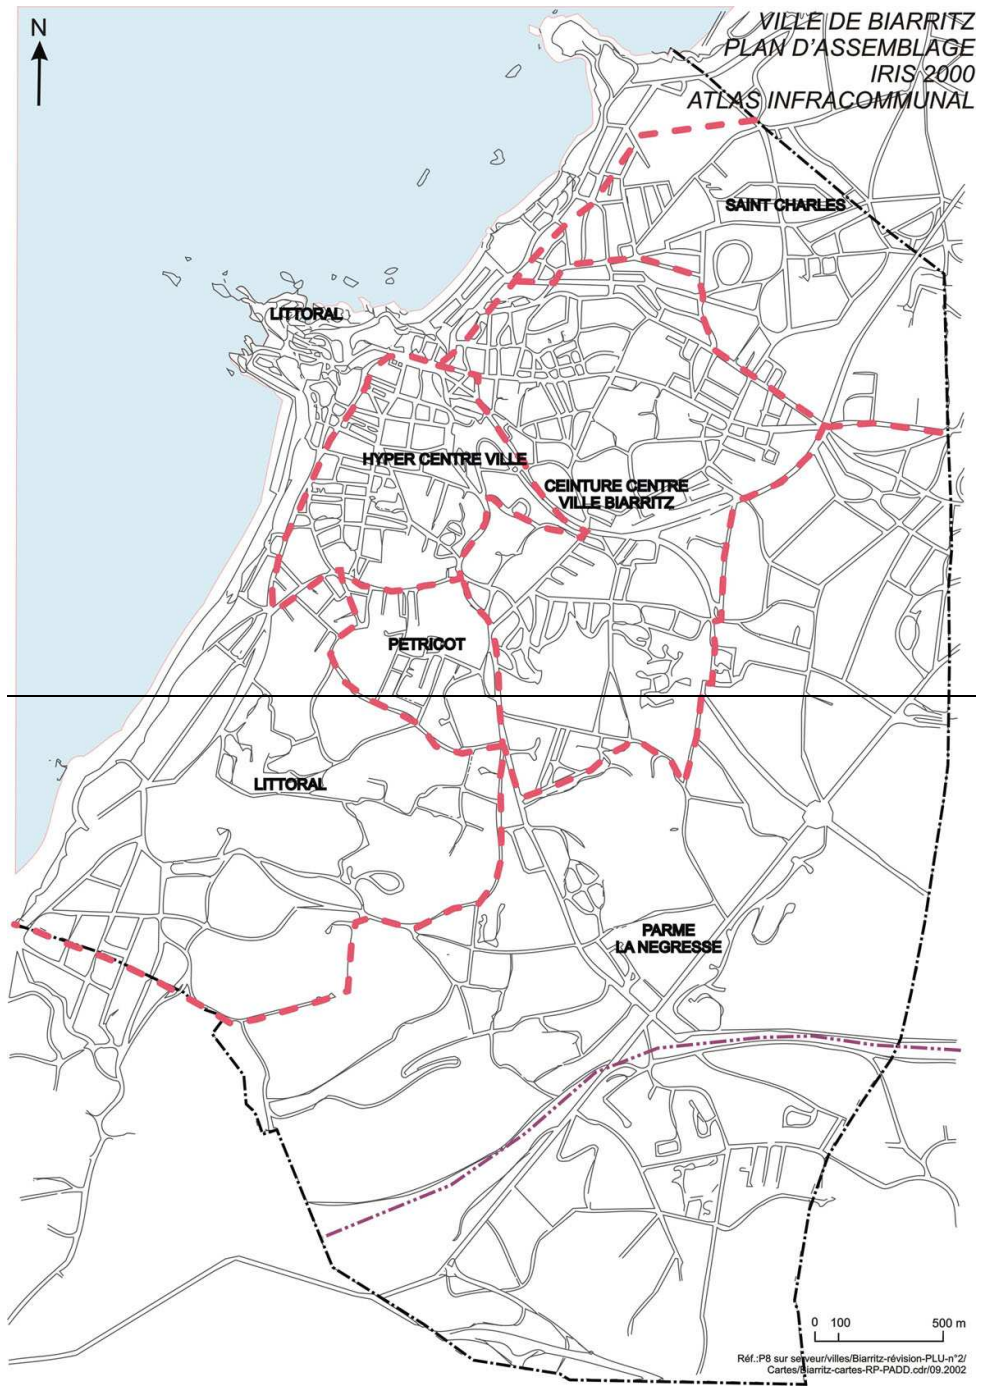 N
VILLE DE BIARRITZ
PLAN D'ASSEMBLAGE
IRIS 2000
ATLAS INFRACOMMUNAL
SAINT CHARLES
LITTORAL
HYPER CENTRE VILLE
CEINTURE CENTRE
VILLE BIARRITZ
PETRICOT
LITTORAL
PARME
LA NEGRESSE
0 100 500 m
Réf.:P8 sur serveur/villes/Biarritz-révision-PLU-n°2/
Cartes/Biarritz-cartes-RP-PADD.cdr/09.2002